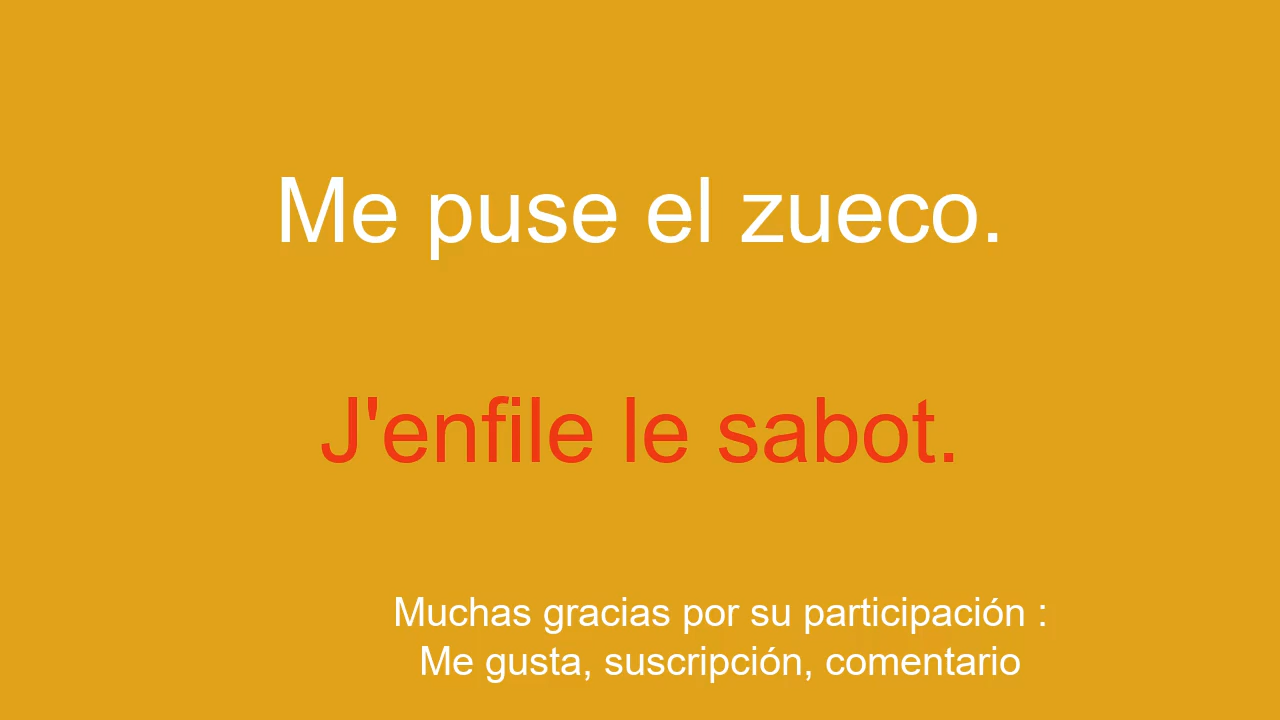 Me puse el zueco.
J'enfile le sabot.
Muchas gracias por su participación :
Me gusta, suscripción, comentario